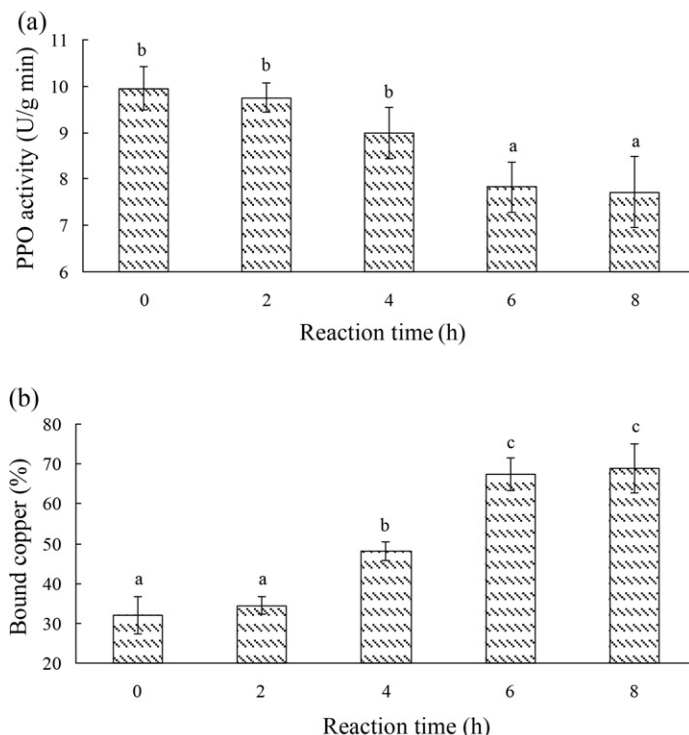 (a)
PPO activity (U/g min)
11
10
9
8
7
6
b
b
b
a
a
0 2 4 6 8
Reaction time (h)
(b)
Bound copper (%)
80
70
60
50
40
30
20
a
a
b
c
c
0 2 4 6 8
Reaction time (h)